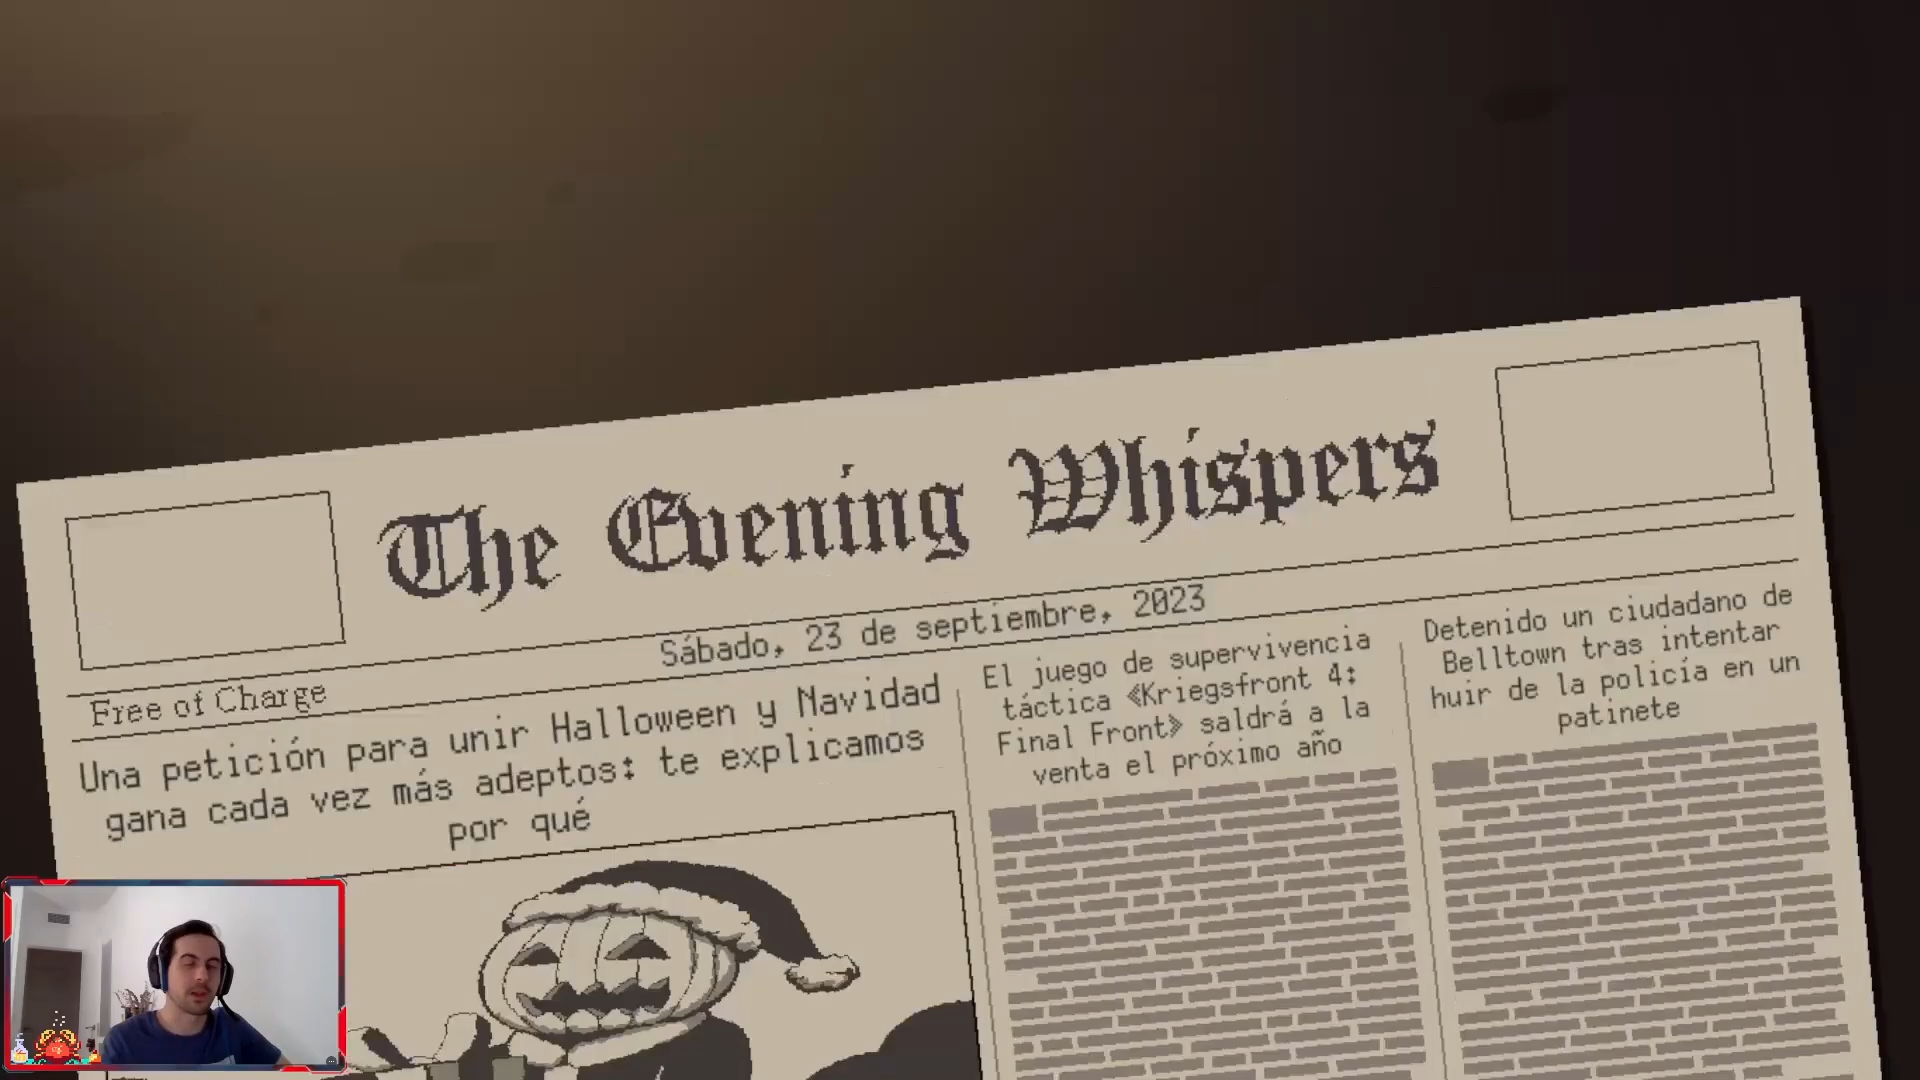 The Evening Whispers
Sábado, 23 de septiembre, 2023
Free of Charge
Una petición para unir Halloween y Navidad
gana cada vez más adeptos: te explicamos
por qué
El juego de supervivencia
táctica «Kriegsfront 4:
Final Front» saldrá a la
venta el próximo año
Detenido un ciudadano de
Belltown tras intentar
huir de la policía en un
patinete